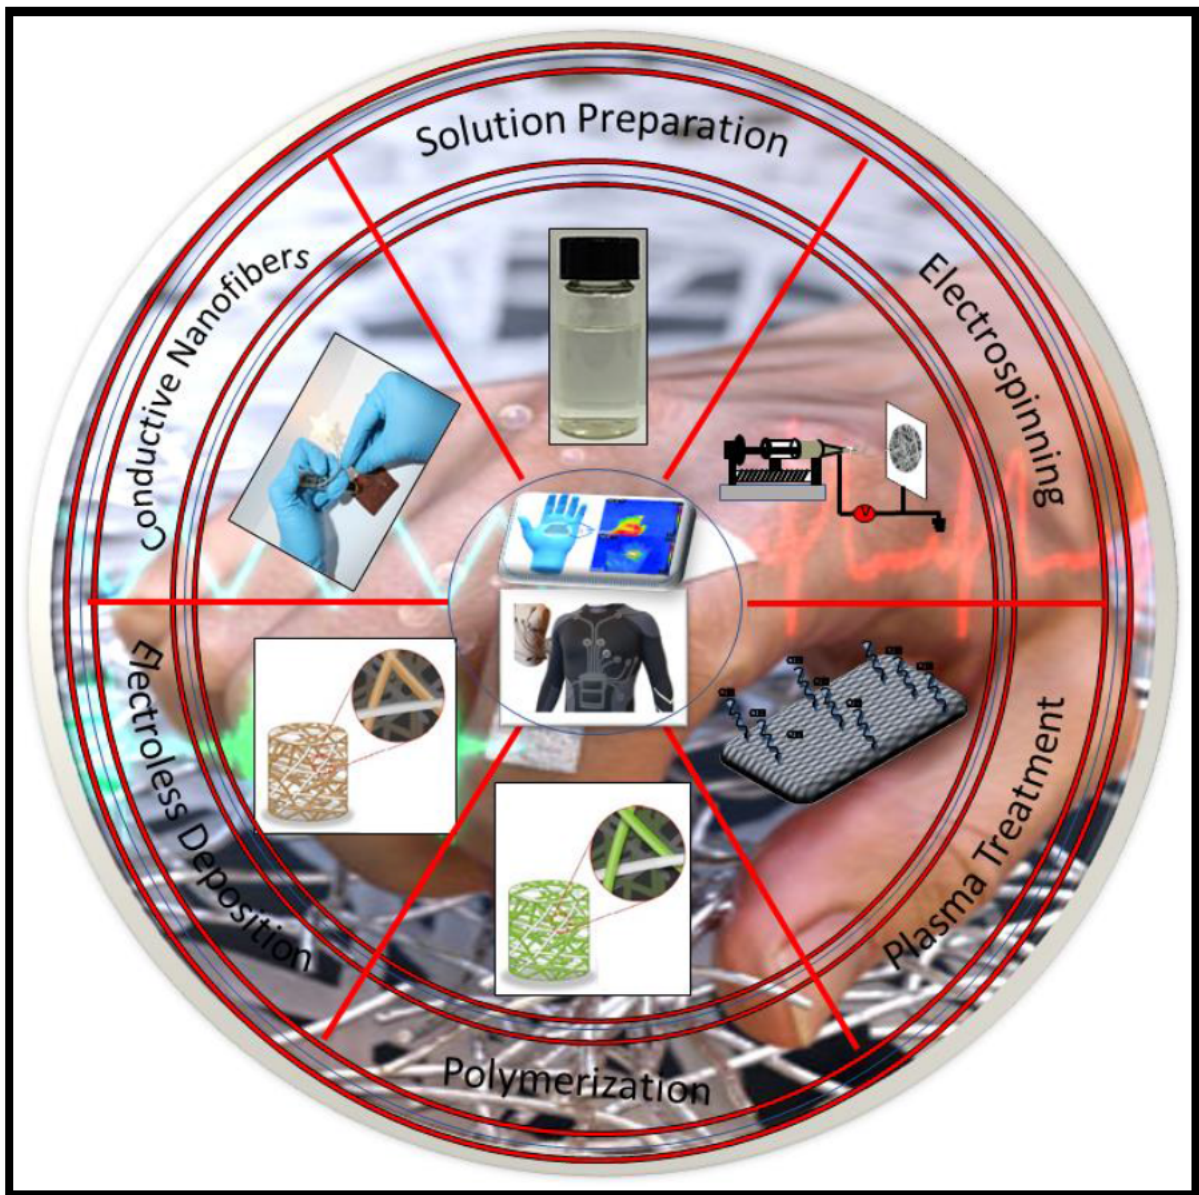 Solution Preparation
Electrospinning
Plasma Treatment
Polymerization
Electroless Deposition
Conductive Nanofibers
V